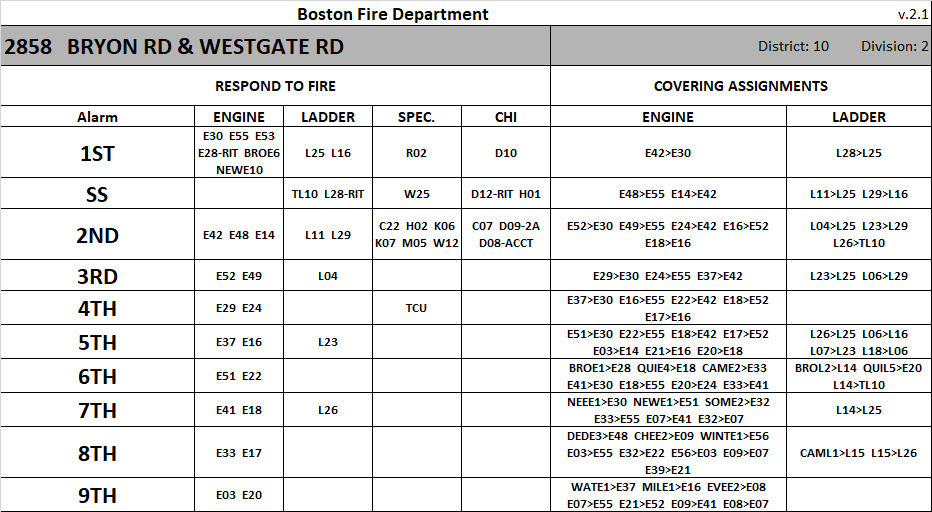 Boston Fire Department v.2.1
2858 BRYON RD & WESTGATE RD District: 10 Division: 2
RESPOND TO FIRE COVERING ASSIGNMENTS
Alarm ENGINE LADDER SPEC. CHI ENGINE LADDER
1ST
E30 E55 E53
E28-RIT BROE6
NEWE10
L25 L16
R02
D10
E42>E30
L28>L25
SS
TL10 L28-RIT
W25
D12-RIT H01
E48>E55 E14>E42
L11>L25 L29>L16
2ND
E42 E48 E14
L11 L29
C22 H02 K06
K07 M05 W12
C07 D09-2A
D08-ACCT
E52>E30 E49>E55 E24>E42 E16>E52
E18>E16
L04>L25 L23>L29
L26>TL10
3RD
E52 E49
L04
E29>E30 E24>E55 E37>E42
L23>L25 L06>L29
4TH
E29 E24
TCU
E37>E30 E16>E55 E22>E42 E18>E52
E17>E16
5TH
E37 E16
L23
E51>E30 E22>E55 E18>E42 E17>E52
E03>E14 E21>E16 E20>E18
L26>L25 L06>L16
L07>L23 L18>L06
6TH
E51 E22
BROE1>E28 QUIE4>E18 CAME2>E33
E41>E30 E18>E55 E20>E24 E33>E41
BROL2>L14 QUIL5>E20
L14>TL10
7TH
E41 E18
L26
NEEE1>E30 NEWE1>E51 SOME2>E32
E33>E55 E07>E41 E32>E07
L14>L25
8TH
E33 E17
DEDE3>E48 CHEE2>E09 WINTE1>E56
E03>E55 E32>E22 E56>E03 E09>E07
E39>E21
CAML1>L15 L15>L26
9TH
E03 E20
WATE1>E37 MILE1>E16 EVEE2>E08
E07>E55 E21>E52 E09>E41 E08>E07